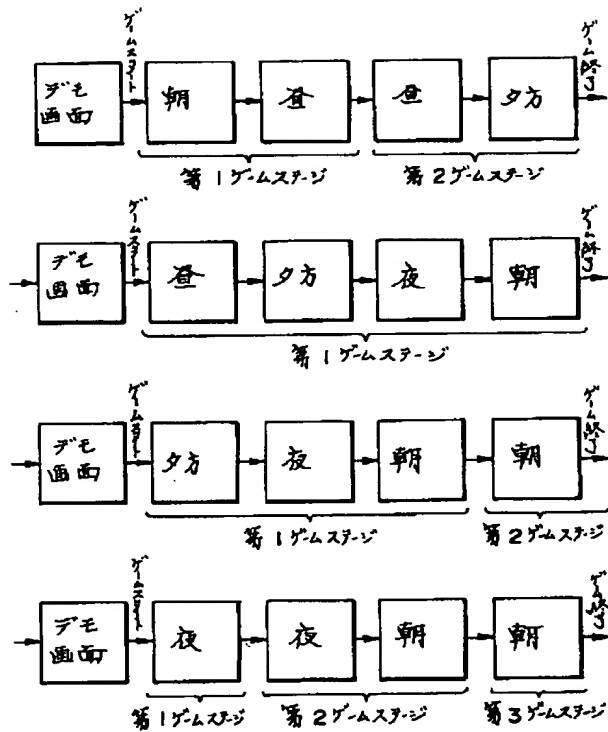 ゲームスタート
ゲーム終了
デモ画面
朝
昼
昼
夕方
第1ゲームステージ
第2ゲームステージ
ゲームスタート
ゲーム終了
デモ画面
昼
夕方
夜
朝
第1ゲームステージ
ゲームスタート
ゲーム終了
デモ画面
夕方
夜
朝
朝
第1ゲームステージ
第2ゲームステージ
ゲームスタート
ゲーム終了
デモ画面
夜
夜
朝
朝
第1ゲームステージ
第2ゲームステージ
第3ゲームステージ